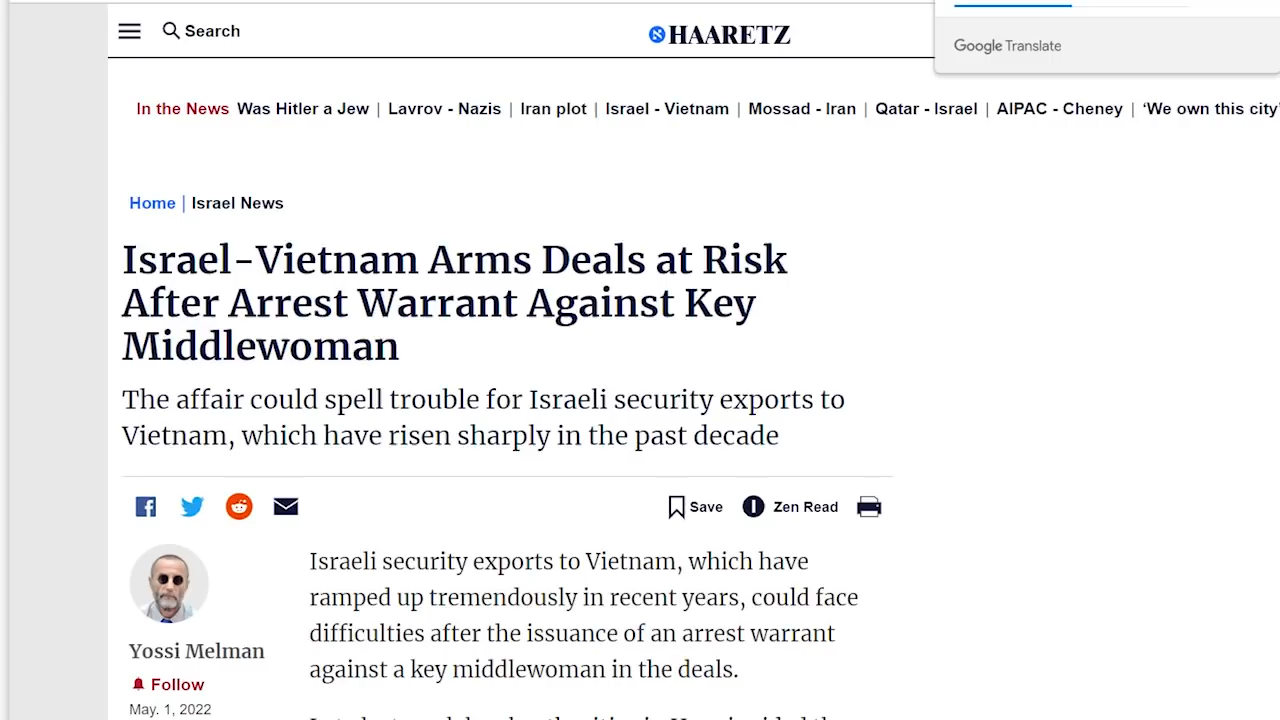 Search
HAARETZ
Google Translate
In the News Was Hitler a Jew | Lavrov - Nazis | Iran plot | Israel - Vietnam | Mossad - Iran | Qatar - Israel | AIPAC - Cheney | ‘We own this city’
Home | Israel News
Israel-Vietnam Arms Deals at Risk
After Arrest Warrant Against Key
Middlewoman
The affair could spell trouble for Israeli security exports to
Vietnam, which have risen sharply in the past decade
Save Zen Read
Israeli security exports to Vietnam, which have
ramped up tremendously in recent years, could face
difficulties after the issuance of an arrest warrant
against a key middlewoman in the deals.
Yossi Melman
Follow
May. 1, 2022